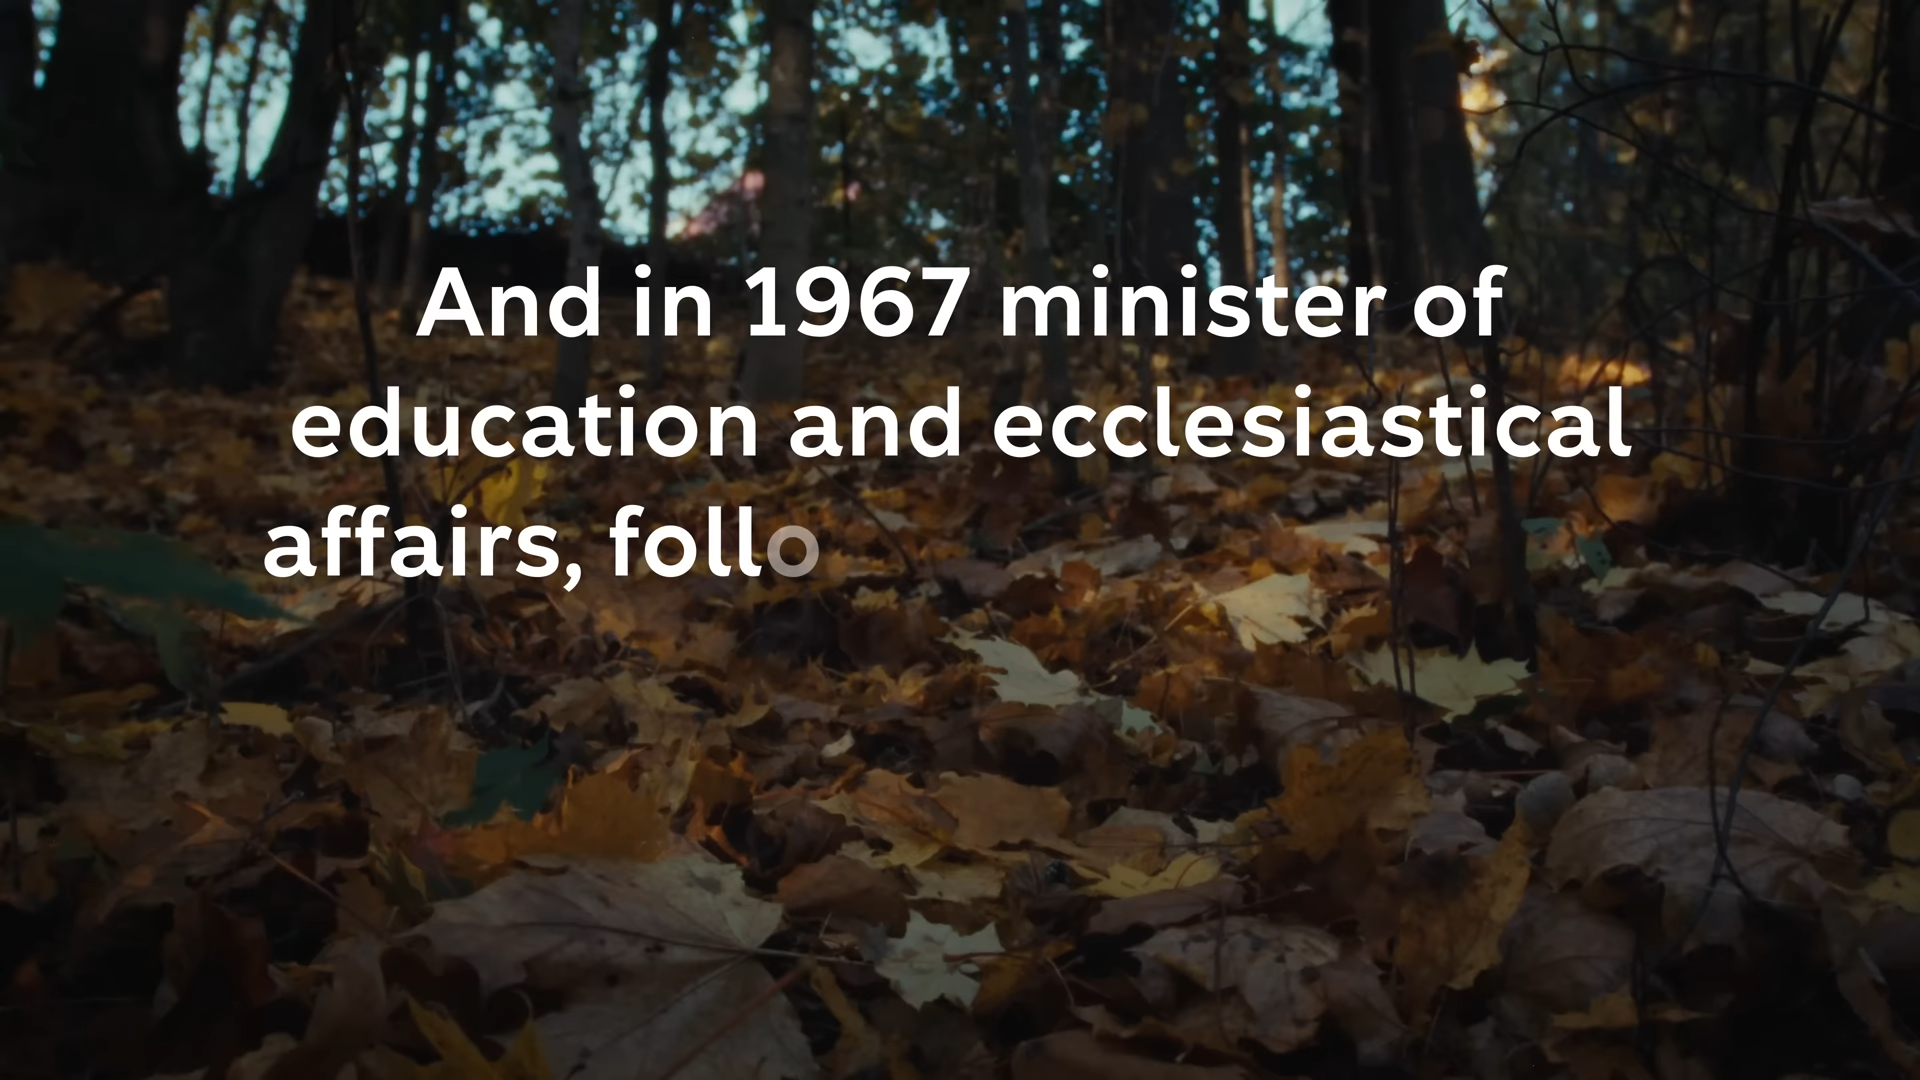 And in 1967 minister of
education and ecclesiastical
affairs, follo